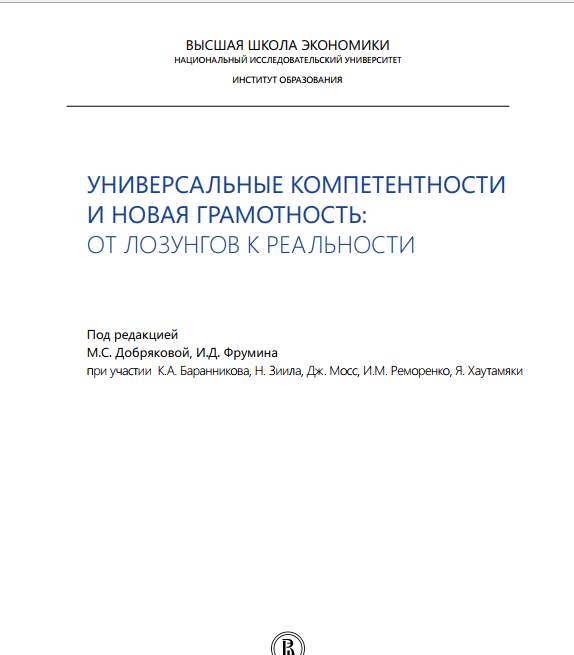 ВЫСШАЯ ШКОЛА ЭКОНОМИКИ
НАЦИОНАЛЬНЫЙ ИССЛЕДОВАТЕЛЬСКИЙ УНИВЕРСИТЕТ
ИНСТИТУТ ОБРАЗОВАНИЯ
УНИВЕРСАЛЬНЫЕ КОМПЕТЕНТНОСТИ
И НОВАЯ ГРАМОТНОСТЬ:
ОТ ЛОЗУНГОВ К РЕАЛЬНОСТИ
Под редакцией
М.С. Добряковой, И.Д. Фрумина
при участии К.А. Баранникова, Н. Зиила, Дж. Мосс, И.М. Реморенко, Я. Хаутамяки